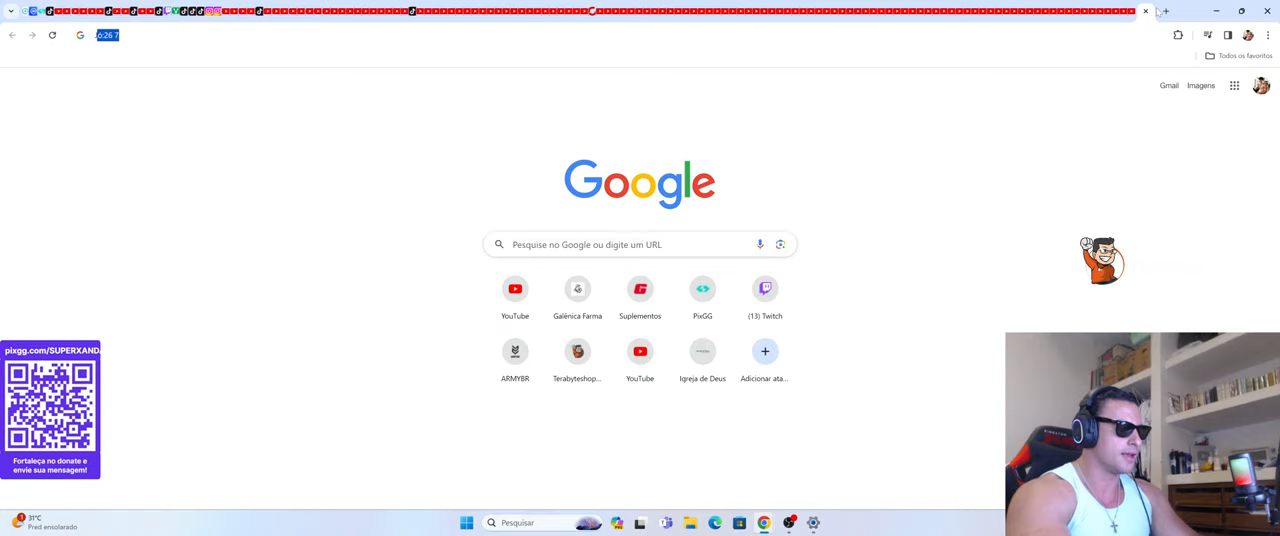 6:26 7
Todos os favoritos
Gmail Imagens
Google
Pesquise no Google ou digite um URL
YouTube Galênica Farma Suplementos PixGG (13) Twitch
ARMYBR Terabyteshop... YouTube Igreja de Deus Adicionar ata...
pixgg.com/SUPERXANDA
Fortaleça no donate e
envie sua mensagem!
1 31°C
Pred ensolarado
Pesquisar